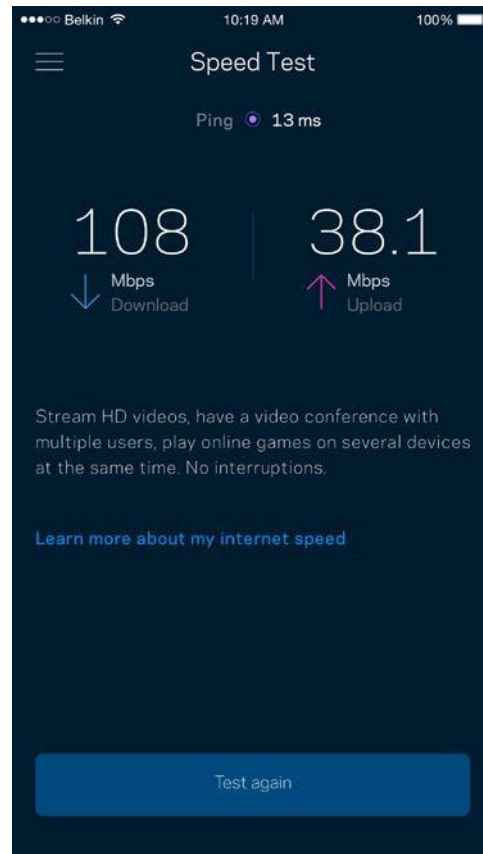 Belkin 10:19 AM 100%
Speed Test
Ping 13 ms
108 38.1
Mbps Mbps
Download Upload
Stream HD videos, have a video conference with
multiple users, play online games on several devices
at the same time. No interruptions.
Learn more about my internet speed
Test again